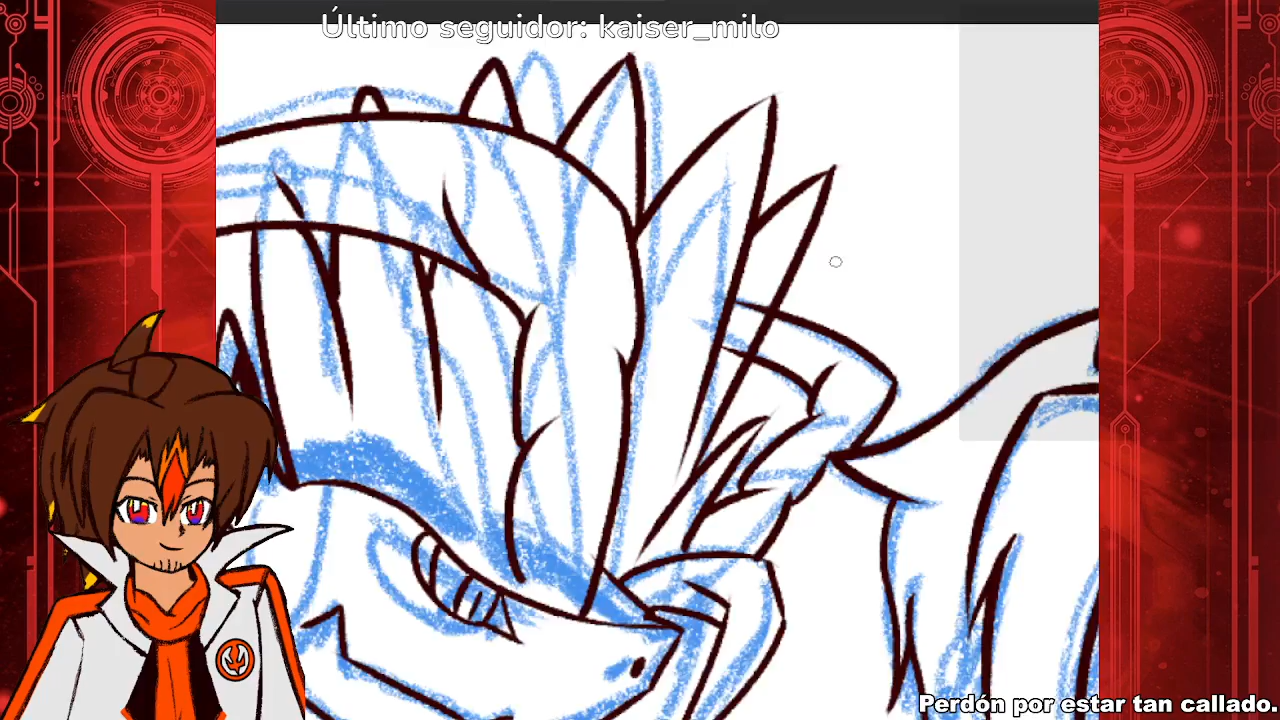 Último seguidor: kaiser_milo
Perdón por estar tan callado.